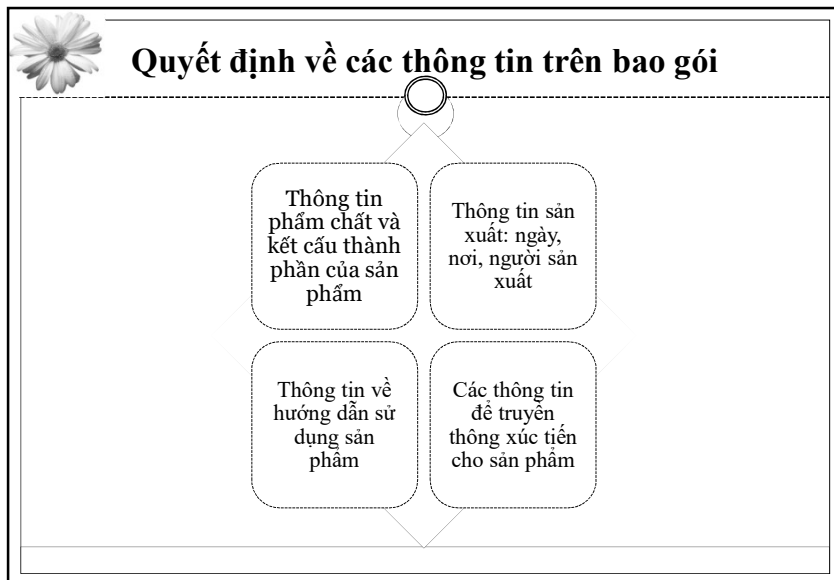 Quyết định về các thông tin trên bao gói
Thông tin
phẩm chất và
kết cấu thành
phần của sản
phẩm
Thông tin sản
xuất: ngày,
nơi, người sản
xuất
Thông tin về
hướng dẫn sử
dụng sản
phẩm
Các thông tin
để truyền
thông xúc tiến
cho sản phẩm